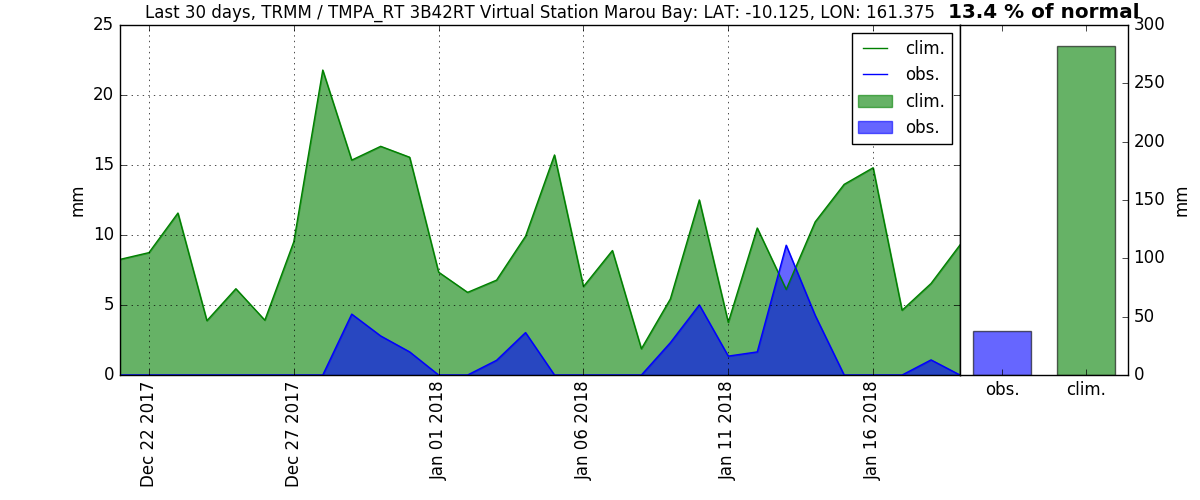 Last 30 days, TRMM / TMPA_RT 3B42RT Virtual Station Marou Bay: LAT: -10.125, LON: 161.375
13.4 % of normal
25
20
15
10
5
0
mm
clim.
obs.
clim.
obs.
300
250
200
150
100
50
0
mm
obs.
clim.
Dec 22 2017
Dec 27 2017
Jan 01 2018
Jan 06 2018
Jan 11 2018
Jan 16 2018